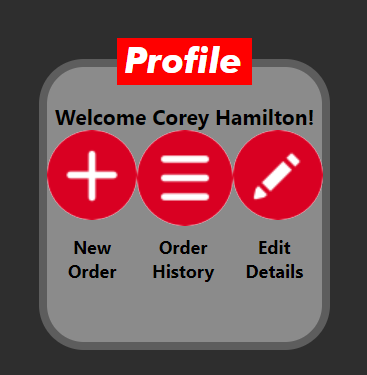 Profile
Welcome Corey Hamilton!
New Order
Order History
Edit Details